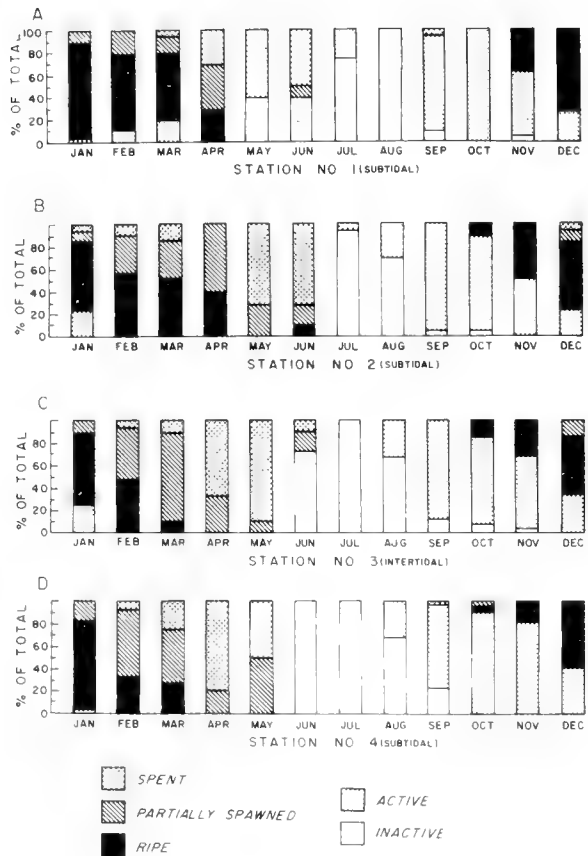 A
% OF TOTAL
100
80
60
40
20
0
JAN FEB MAR APR MAY JUN JUL AUG SEP OCT NOV DEC
STATION NO 1 (SUBTIDAL)
B
% OF TOTAL
80
60
40
20
0
JAN FEB MAR APR MAY JUN JUL AUG SEP OCT NOV DEC
STATION NO 2 (SUBTIDAL)
C
% OF TOTAL
80
60
40
20
0
JAN FEB MAR APR MAY JUN JUL AUG SEP OCT NOV DEC
STATION NO 3 (INTERTIDAL)
D
% OF TOTAL
80
60
40
20
0
JAN FEB MAR APR MAY JUN JUL AUG SEP OCT NOV DEC
STATION NO 4 (SUBTIDAL)
SPENT
PARTIALLY SPAWNED
RIPE
ACTIVE
INACTIVE